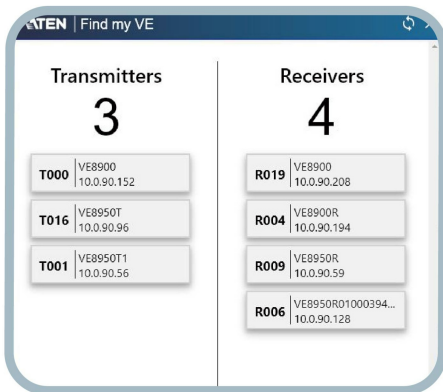 ATEN | Find my VE
Transmitters
3
T000 VE8900
10.0.90.152
T016 VE8950T
10.0.90.96
T001 VE8950T1
10.0.90.56
Receivers
4
R019 VE8900
10.0.90.208
R004 VE8900R
10.0.90.194
R009 VE8950R
10.0.90.59
R006 VE8950R01000394...
10.0.90.128